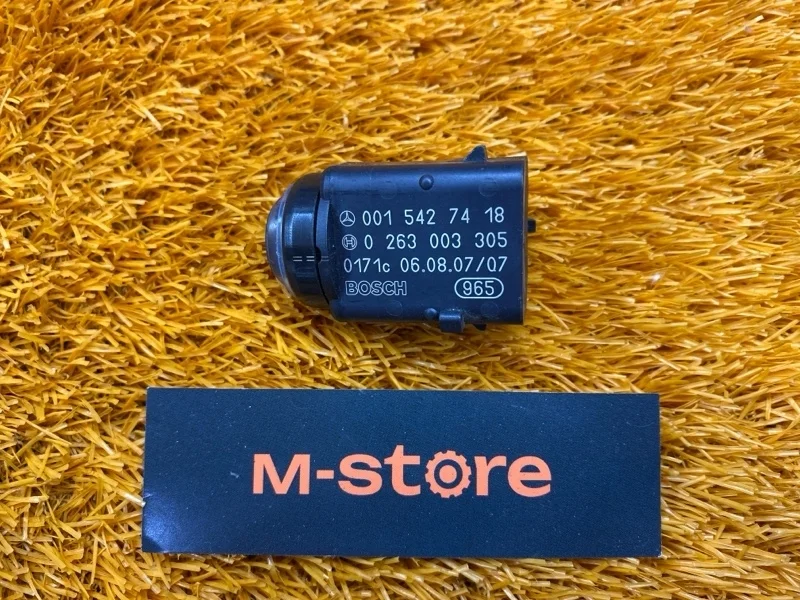 001 542 74 18
0 263 003 305
0171c 06.08.07/07
BOSCH 965
M-store